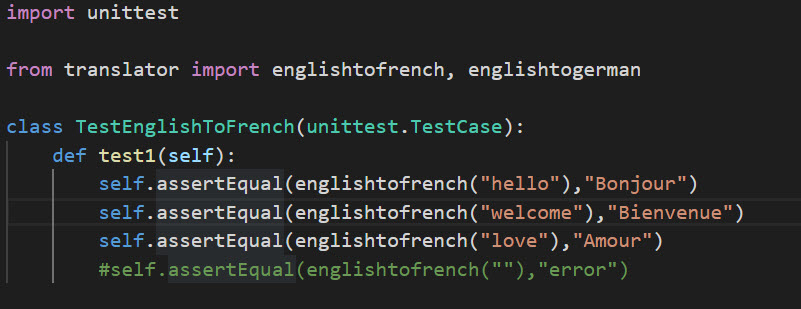 import unittest
from translator import englishtofrench, englishtogerman
class TestEnglishToFrench(unittest.TestCase):
def test1(self):
self.assertEqual(englishtofrench("hello"),"Bonjour")
self.assertEqual(englishtofrench("welcome"),"Bienvenue")
self.assertEqual(englishtofrench("love"),"Amour")
#self.assertEqual(englishtofrench(""),"error")